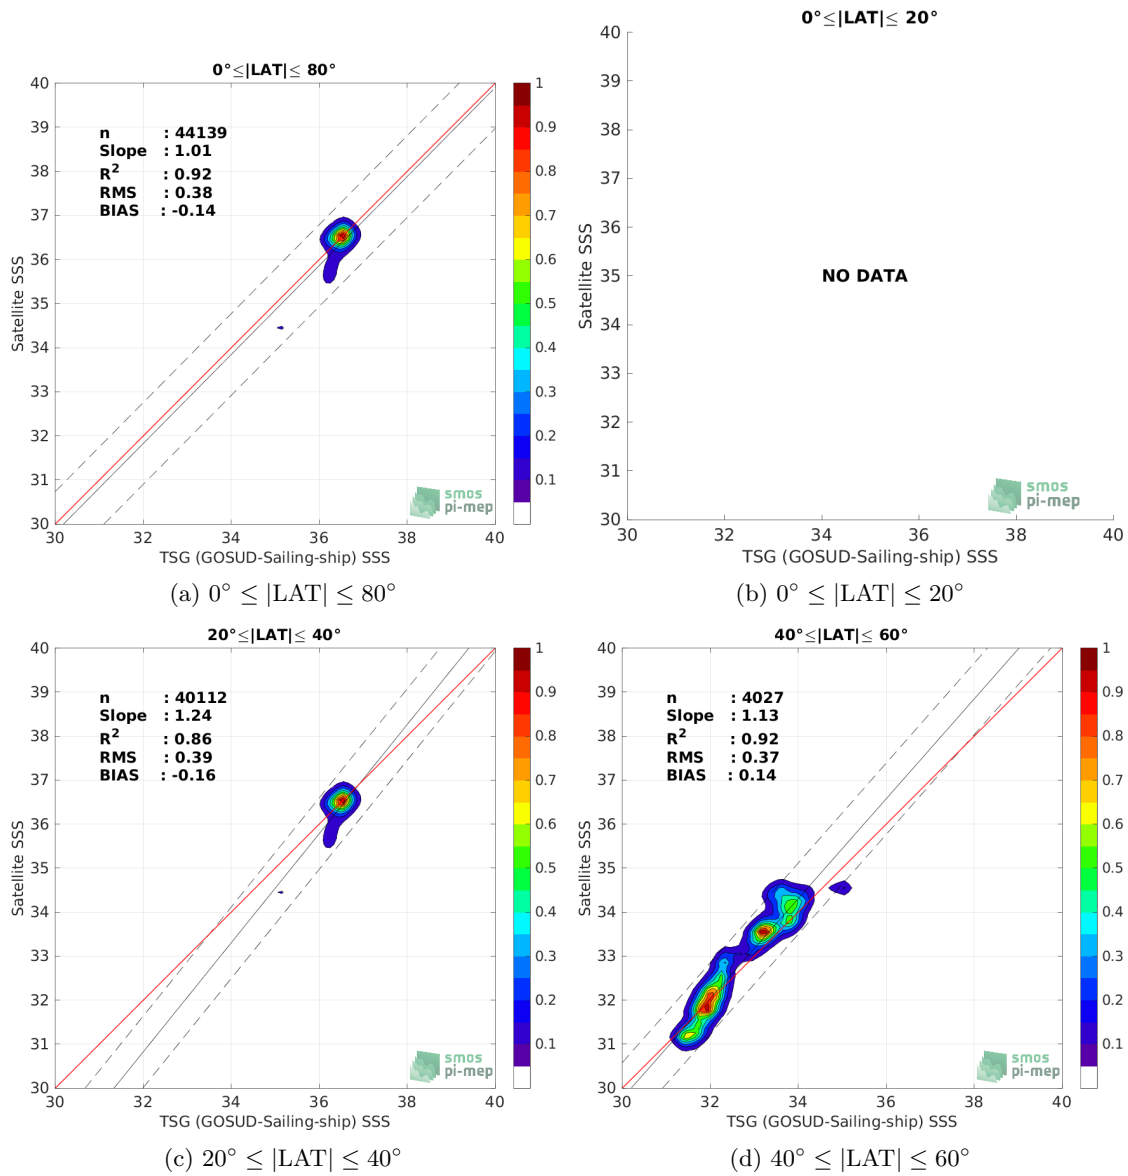 0°≤|LAT|≤ 80°
40
39
38
37
36
35
34
33
32
31
30
n : 44139
Slope : 1.01
R² : 0.92
RMS : 0.38
BIAS : -0.14
Satellite SSS
30 32 34 36 38 40
TSG (GOSUD-Sailing-ship) SSS
smos
pi-mep
1
0.9
0.8
0.7
0.6
0.5
0.4
0.3
0.2
0.1
(a) 0° ≤ |LAT| ≤ 80°
0°≤|LAT|≤ 20°
40
39
38
37
36
35
34
33
32
31
30
Satellite SSS
NO DATA
smos
pi-mep
30 32 34 36 38 40
TSG (GOSUD-Sailing-ship) SSS
(b) 0° ≤ |LAT| ≤ 20°
20°≤|LAT|≤ 40°
40
39
38
37
36
35
34
33
32
31
30
n : 40112
Slope : 1.24
R² : 0.86
RMS : 0.39
BIAS : -0.16
Satellite SSS
smos
pi-mep
30 32 34 36 38 40
TSG (GOSUD-Sailing-ship) SSS
1
0.9
0.8
0.7
0.6
0.5
0.4
0.3
0.2
0.1
(c) 20° ≤ |LAT| ≤ 40°
40°≤|LAT|≤ 60°
40
39
38
37
36
35
34
33
32
31
30
n : 4027
Slope : 1.13
R² : 0.92
RMS : 0.37
BIAS : 0.14
Satellite SSS
smos
pi-mep
30 32 34 36 38 40
TSG (GOSUD-Sailing-ship) SSS
1
0.9
0.8
0.7
0.6
0.5
0.4
0.3
0.2
0.1
(d) 40° ≤ |LAT| ≤ 60°